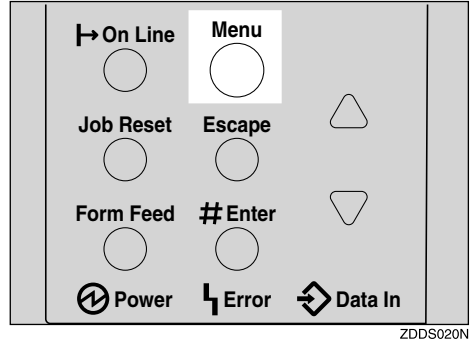 On Line Menu
Job Reset Escape
Form Feed # Enter
Power Error Data In
ZDDS020N